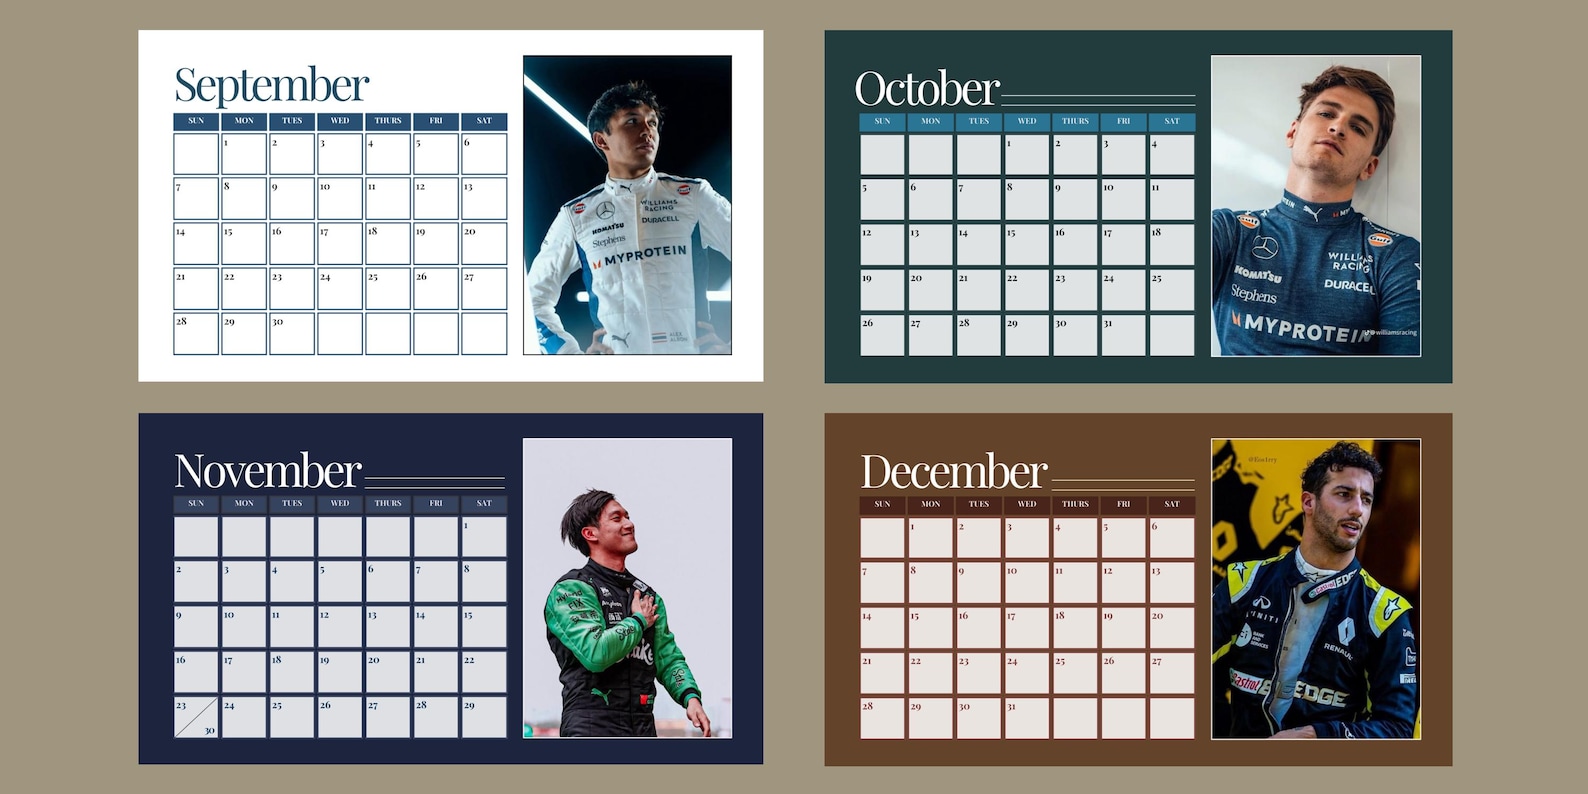 September
SUN MON TUES WED THURS FRI SAT
1 2 3 4 5 6
7 8 9 10 11 12 13
14 15 16 17 18 19 20
21 22 23 24 25 26 27
28 29 30
WILLIAMS
RACING
DURACELL
KOMATSU
Stephens
MYPROTEIN
ALEX
ALBON
October
SUN MON TUES WED THURS FRI SAT
1 2 3 4
5 6 7 8 9 10 11
12 13 14 15 16 17 18
19 20 21 22 23 24 25
26 27 28 29 30 31
Gulf
WILLIAMS
RACING
KOMATSU
DURACELL
Stephens
MYPROTEIN
williamsracing
November
SUN MON TUES WED THURS FRI SAT
1
2 3 4 5 6 7 8
9 10 11 12 13 14 15
16 17 18 19 20 21 22
23 24 25 26 27 28 29
30
December
SUN MON TUES WED THURS FRI SAT
1 2 3 4 5 6
7 8 9 10 11 12 13
14 15 16 17 18 19 20
21 22 23 24 25 26 27
28 29 30 31
Castrol EDGE
INFINITI
RENAULT
Castrol EDGE